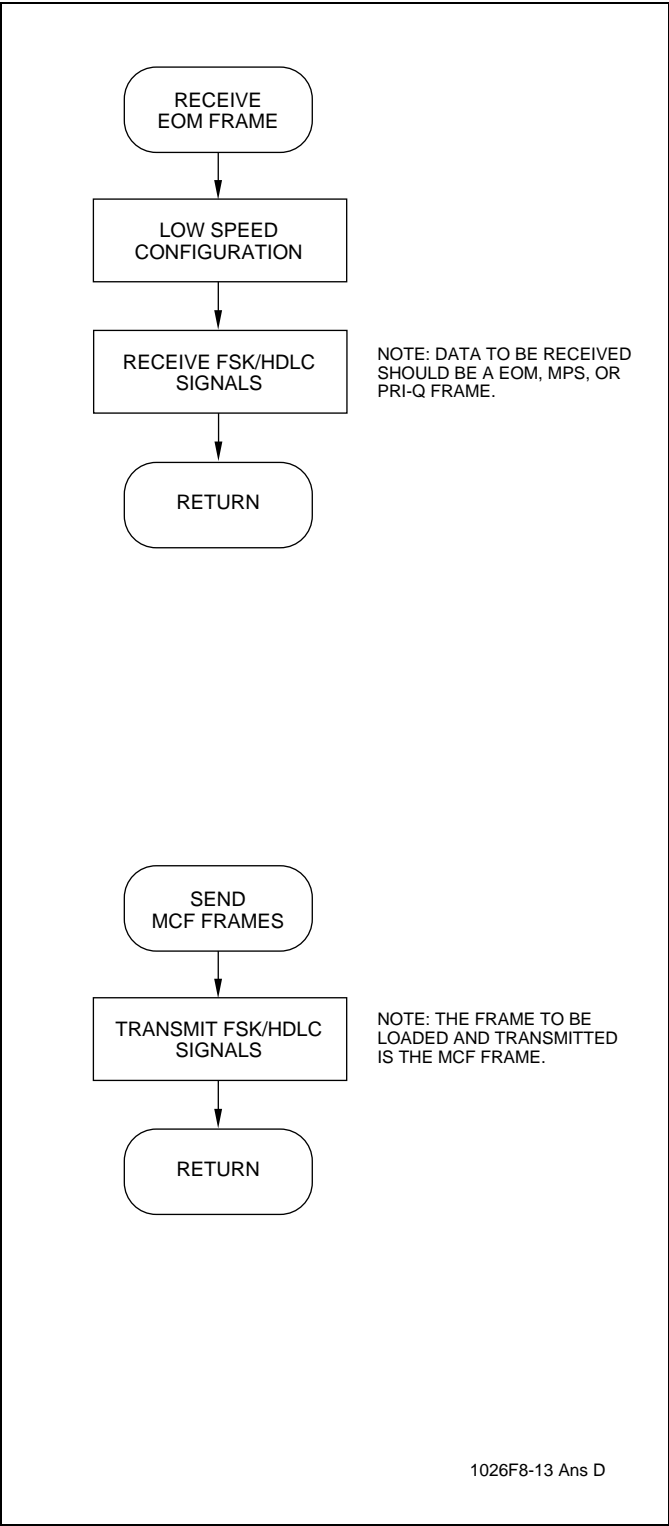 RECEIVE
EOM FRAME
LOW SPEED
CONFIGURATION
RECEIVE FSK/HDLC
SIGNALS
NOTE: DATA TO BE RECEIVED
SHOULD BE A EOM, MPS, OR
PRI-Q FRAME.
RETURN
SEND
MCF FRAMES
TRANSMIT FSK/HDLC
SIGNALS
NOTE: THE FRAME TO BE
LOADED AND TRANSMITTED
IS THE MCF FRAME.
RETURN
1026F8-13 Ans D